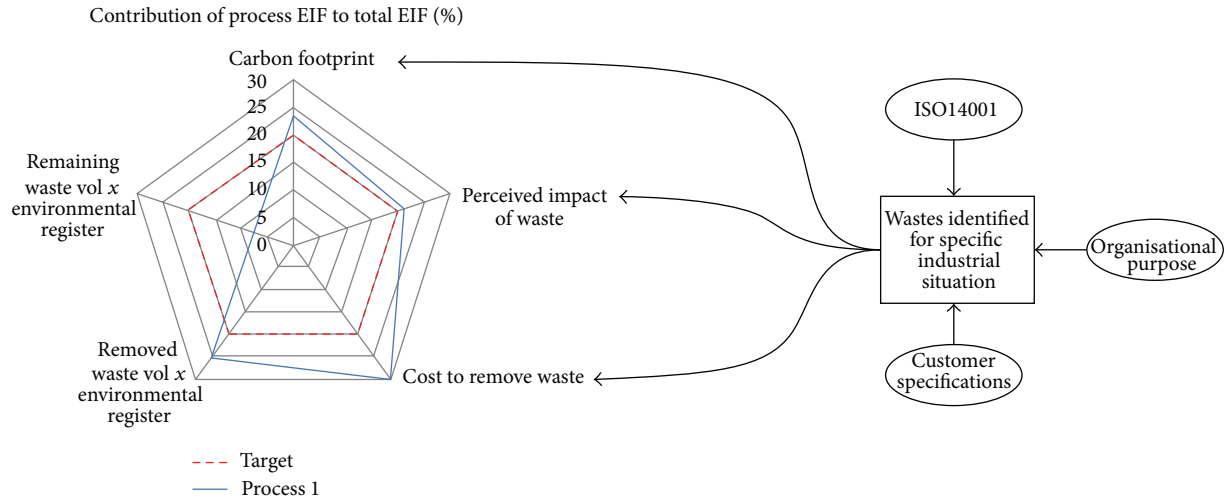 Contribution of process EIF to total EIF (%)
Carbon footprint
30
25
20
15
10
5
0
Remaining
waste vol x
environmental
register
Perceived impact
of waste
Removed
waste vol x
environmental
register
Cost to remove waste
Target
Process 1
ISO14001
Wastes identified
for specific
industrial
situation
Organisational
purpose
Customer
specifications